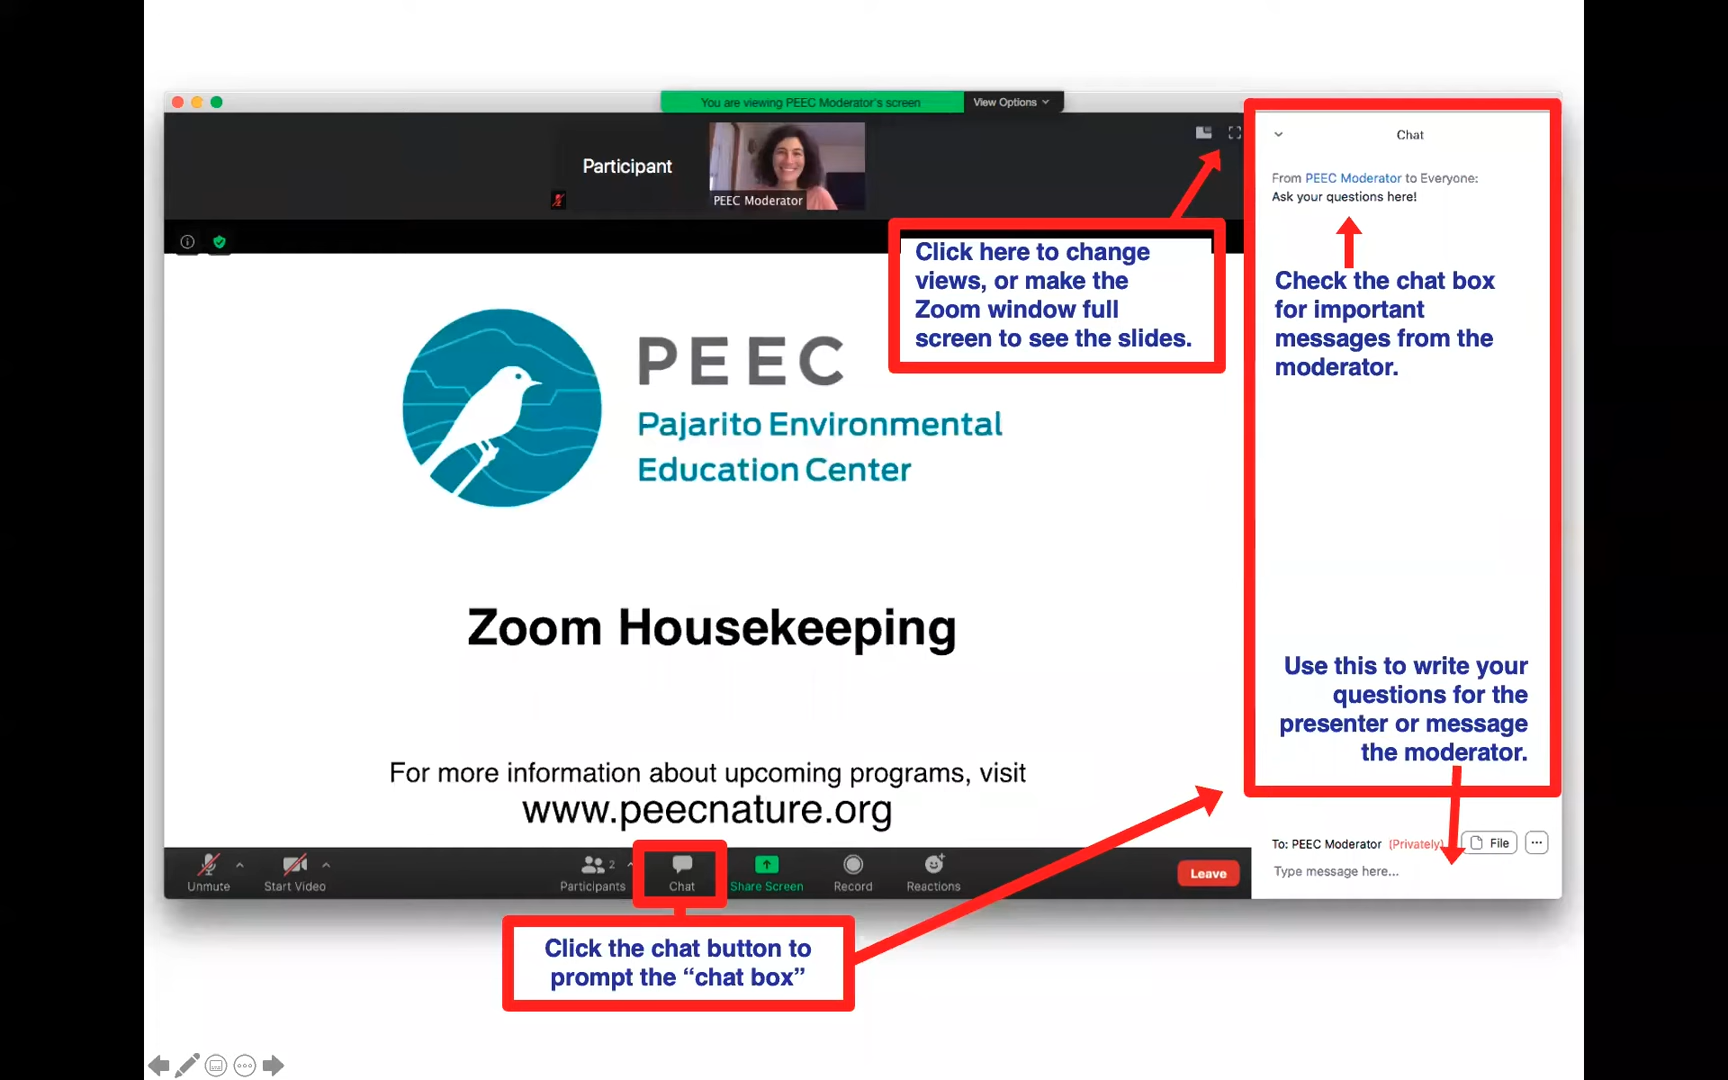 You are viewing PEEC Moderator's screen
View Options
Participant
PEEC Moderator
Click here to change
views, or make the
Zoom window full
screen to see the slides.
PEEC
Pajarito Environmental
Education Center
Zoom Housekeeping
For more information about upcoming programs, visit
www.peecnature.org
Chat
From PEEC Moderator to Everyone:
Ask your questions here!
Check the chat box
for important
messages from the
moderator.
Use this to write your
questions for the
presenter or message
the moderator.
To: PEEC Moderator (Privately)
File
Type message here...
Unmute
Start Video
Participants
2
Chat
Share Screen
Record
Reactions
Leave
Click the chat button to
prompt the “chat box”